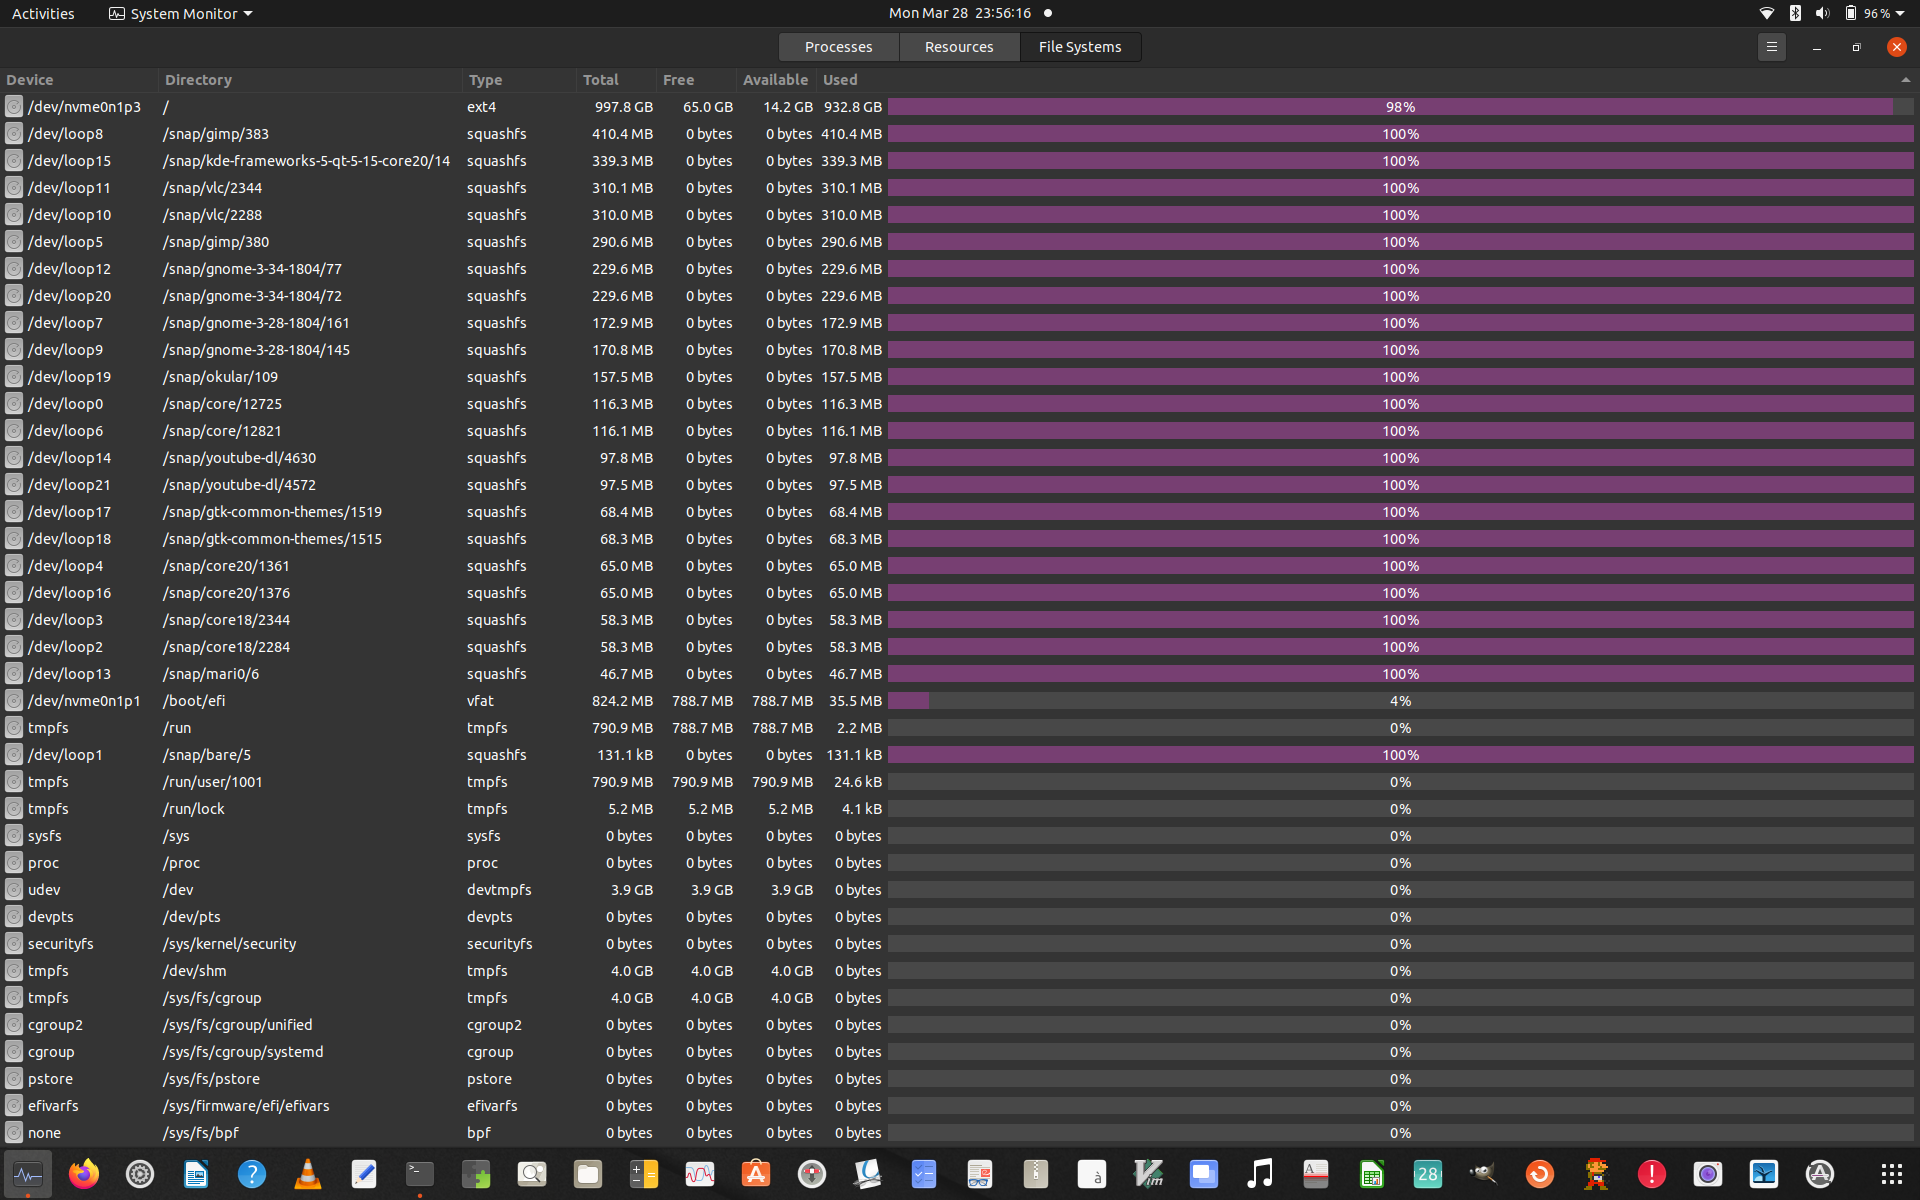 Activities System Monitor Mon Mar 28 23:56:16 96 %
Processes Resources File Systems
Device Directory Type Total Free Available Used
/dev/nvme0n1p3 / ext4 997.8 GB 65.0 GB 14.2 GB 932.8 GB 98%
/dev/loop8 /snap/gimp/383 squashfs 410.4 MB 0 bytes 0 bytes 410.4 MB 100%
/dev/loop15 /snap/kde-frameworks-5-qt-5-15-core20/14 squashfs 339.3 MB 0 bytes 0 bytes 339.3 MB 100%
/dev/loop11 /snap/vlc/2344 squashfs 310.1 MB 0 bytes 0 bytes 310.1 MB 100%
/dev/loop10 /snap/vlc/2288 squashfs 310.0 MB 0 bytes 0 bytes 310.0 MB 100%
/dev/loop5 /snap/gimp/380 squashfs 290.6 MB 0 bytes 0 bytes 290.6 MB 100%
/dev/loop12 /snap/gnome-3-34-1804/77 squashfs 229.6 MB 0 bytes 0 bytes 229.6 MB 100%
/dev/loop20 /snap/gnome-3-34-1804/72 squashfs 229.6 MB 0 bytes 0 bytes 229.6 MB 100%
/dev/loop7 /snap/gnome-3-28-1804/161 squashfs 172.9 MB 0 bytes 0 bytes 172.9 MB 100%
/dev/loop9 /snap/gnome-3-28-1804/145 squashfs 170.8 MB 0 bytes 0 bytes 170.8 MB 100%
/dev/loop19 /snap/okular/109 squashfs 157.5 MB 0 bytes 0 bytes 157.5 MB 100%
/dev/loop0 /snap/core/12725 squashfs 116.3 MB 0 bytes 0 bytes 116.3 MB 100%
/dev/loop6 /snap/core/12821 squashfs 116.1 MB 0 bytes 0 bytes 116.1 MB 100%
/dev/loop14 /snap/youtube-dl/4630 squashfs 97.8 MB 0 bytes 0 bytes 97.8 MB 100%
/dev/loop21 /snap/youtube-dl/4572 squashfs 97.5 MB 0 bytes 0 bytes 97.5 MB 100%
/dev/loop17 /snap/gtk-common-themes/1519 squashfs 68.4 MB 0 bytes 0 bytes 68.4 MB 100%
/dev/loop18 /snap/gtk-common-themes/1515 squashfs 68.3 MB 0 bytes 0 bytes 68.3 MB 100%
/dev/loop4 /snap/core20/1361 squashfs 65.0 MB 0 bytes 0 bytes 65.0 MB 100%
/dev/loop16 /snap/core20/1376 squashfs 65.0 MB 0 bytes 0 bytes 65.0 MB 100%
/dev/loop3 /snap/core18/2344 squashfs 58.3 MB 0 bytes 0 bytes 58.3 MB 100%
/dev/loop2 /snap/core18/2284 squashfs 58.3 MB 0 bytes 0 bytes 58.3 MB 100%
/dev/loop13 /snap/mari0/6 squashfs 46.7 MB 0 bytes 0 bytes 46.7 MB 100%
/dev/nvme0n1p1 /boot/efi vfat 824.2 MB 788.7 MB 788.7 MB 35.5 MB 4%
tmpfs /run tmpfs 790.9 MB 788.7 MB 788.7 MB 2.2 MB 0%
/dev/loop1 /snap/bare/5 squashfs 131.1 kB 0 bytes 0 bytes 131.1 kB 100%
tmpfs /run/user/1001 tmpfs 790.9 MB 790.9 MB 790.9 MB 24.6 kB 0%
tmpfs /run/lock tmpfs 5.2 MB 5.2 MB 5.2 MB 4.1 kB 0%
sysfs /sys sysfs 0 bytes 0 bytes 0 bytes 0 bytes 0%
proc /proc proc 0 bytes 0 bytes 0 bytes 0 bytes 0%
udev /dev devtmpfs 3.9 GB 3.9 GB 3.9 GB 0 bytes 0%
devpts /dev/pts devpts 0 bytes 0 bytes 0 bytes 0 bytes 0%
securityfs /sys/kernel/security securityfs 0 bytes 0 bytes 0 bytes 0 bytes 0%
tmpfs /dev/shm tmpfs 4.0 GB 4.0 GB 4.0 GB 0 bytes 0%
tmpfs /sys/fs/cgroup tmpfs 4.0 GB 4.0 GB 4.0 GB 0 bytes 0%
cgroup2 /sys/fs/cgroup/unified cgroup2 0 bytes 0 bytes 0 bytes 0 bytes 0%
cgroup /sys/fs/cgroup/systemd cgroup 0 bytes 0 bytes 0 bytes 0 bytes 0%
pstore /sys/fs/pstore pstore 0 bytes 0 bytes 0 bytes 0 bytes 0%
efivarfs /sys/firmware/efi/efivars efivarfs 0 bytes 0 bytes 0 bytes 0 bytes 0%
none /sys/fs/bpf bpf 0 bytes 0 bytes 0 bytes 0 bytes 0%
? à Vim A 28 !